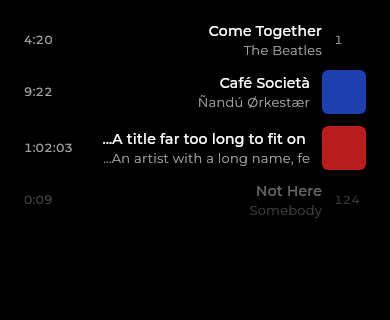 Come Together
The Beatles
1
4:20
Café Società
Ñandú Ørkestær
9:22
...A title far too long to fit on
...An artist with a long name, fe
1:02:03
Not Here
Somebody
124
0:09